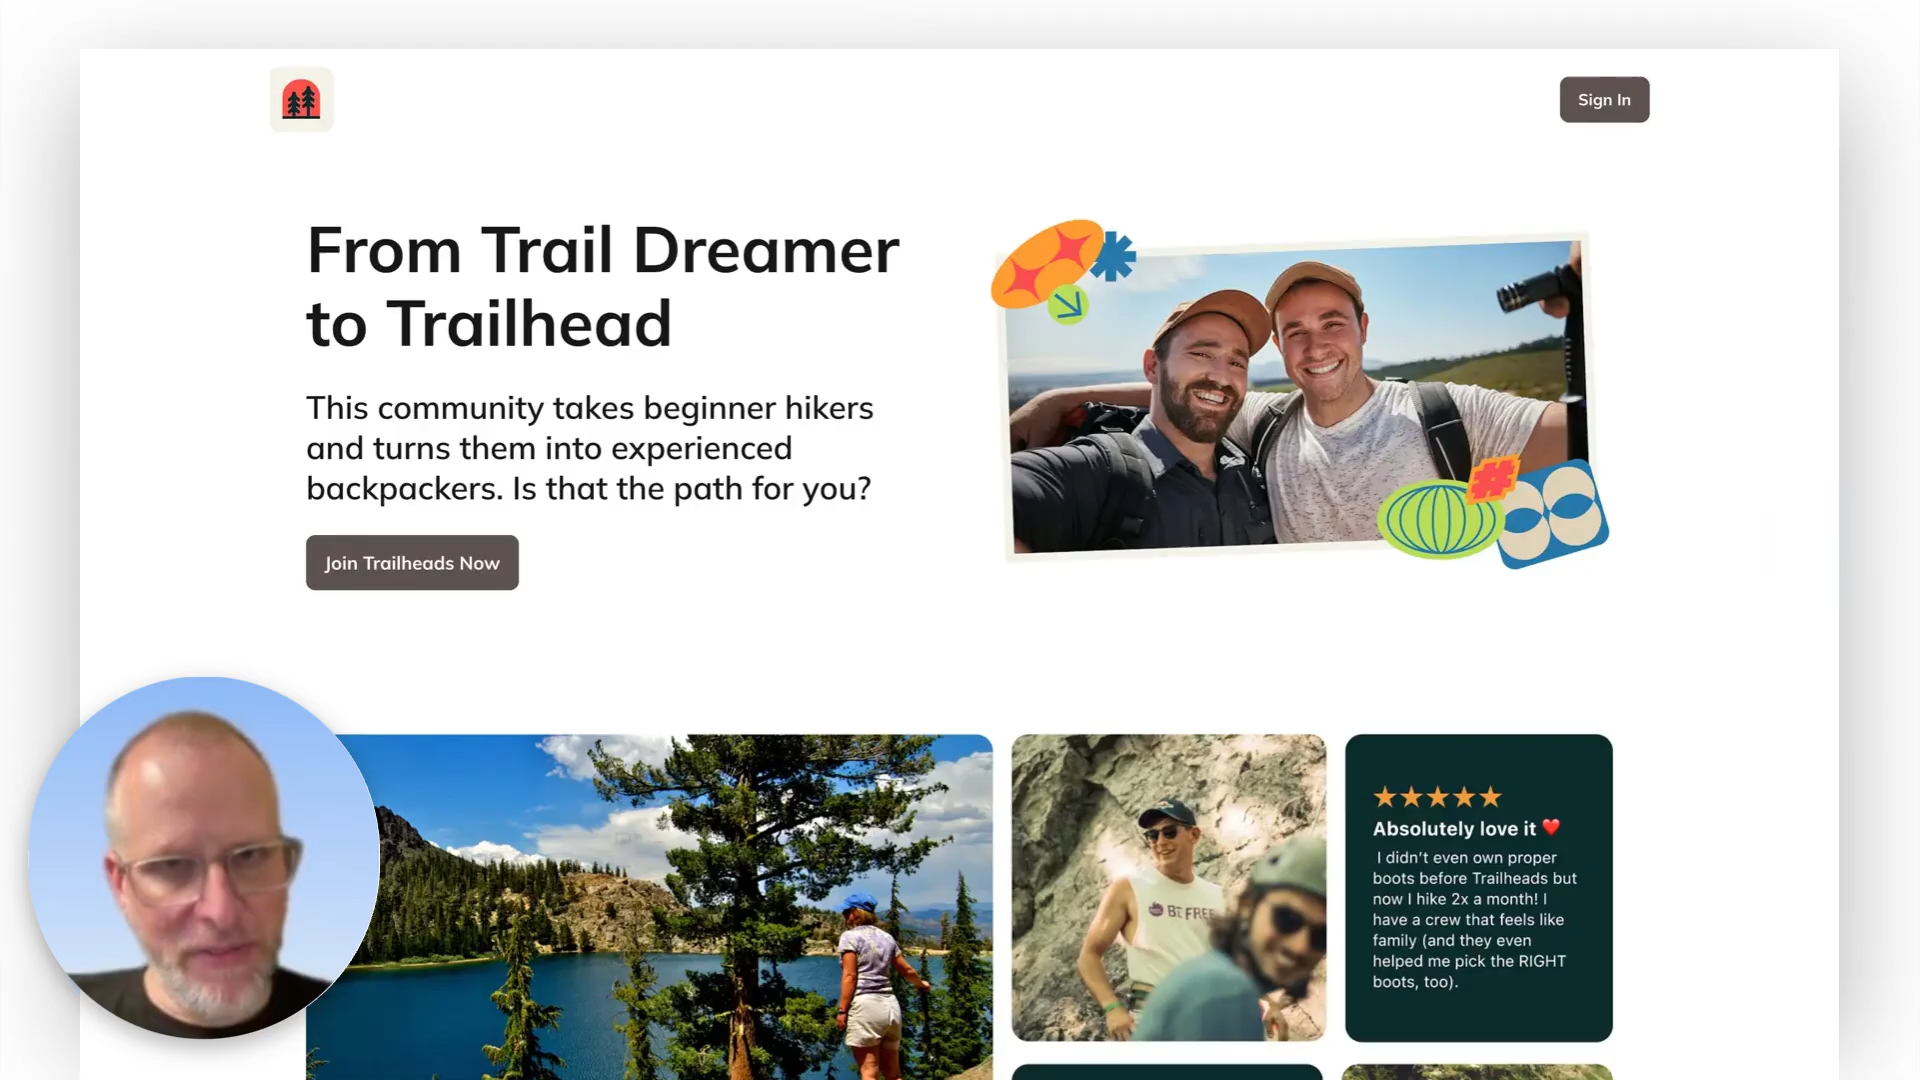 Sign In
From Trail Dreamer
to Trailhead
This community takes beginner hikers
and turns them into experienced
backpackers. Is that the path for you?
Join Trailheads Now
BE FREE
Absolutely love it ❤️
I didn’t even own proper
boots before Trailheads but
now I hike 2x a month! I
have a crew that feels like
family (and they even
helped me pick the RIGHT
boots, too).